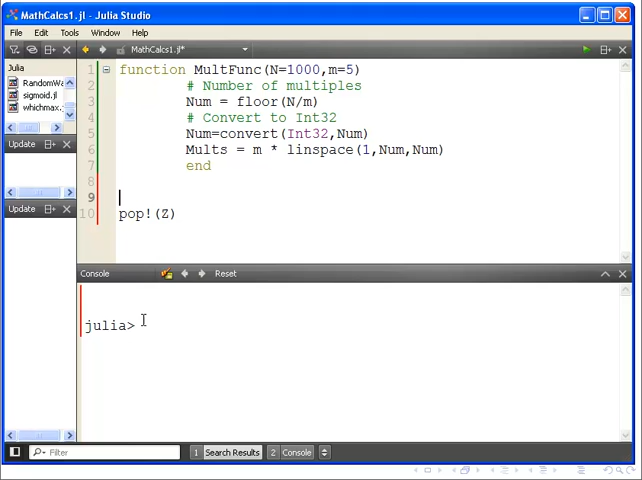 MathCalcs1.jl - Julia Studio
File Edit Tools Window Help
MathCalcs1.jl*
Julia
RandomWa
sigmoid.jl
whichmax.
Update
Update
1 function MultFunc(N=1000,m=5)
2 # Number of multiples
3 Num = floor(N/m)
4 # Convert to Int32
5 Num=convert(Int32,Num)
6 Mults = m * linspace(1,Num,Num)
7 end
8
9
10 pop!(Z)
Console Reset
julia>
Filter
1 Search Results 2 Console